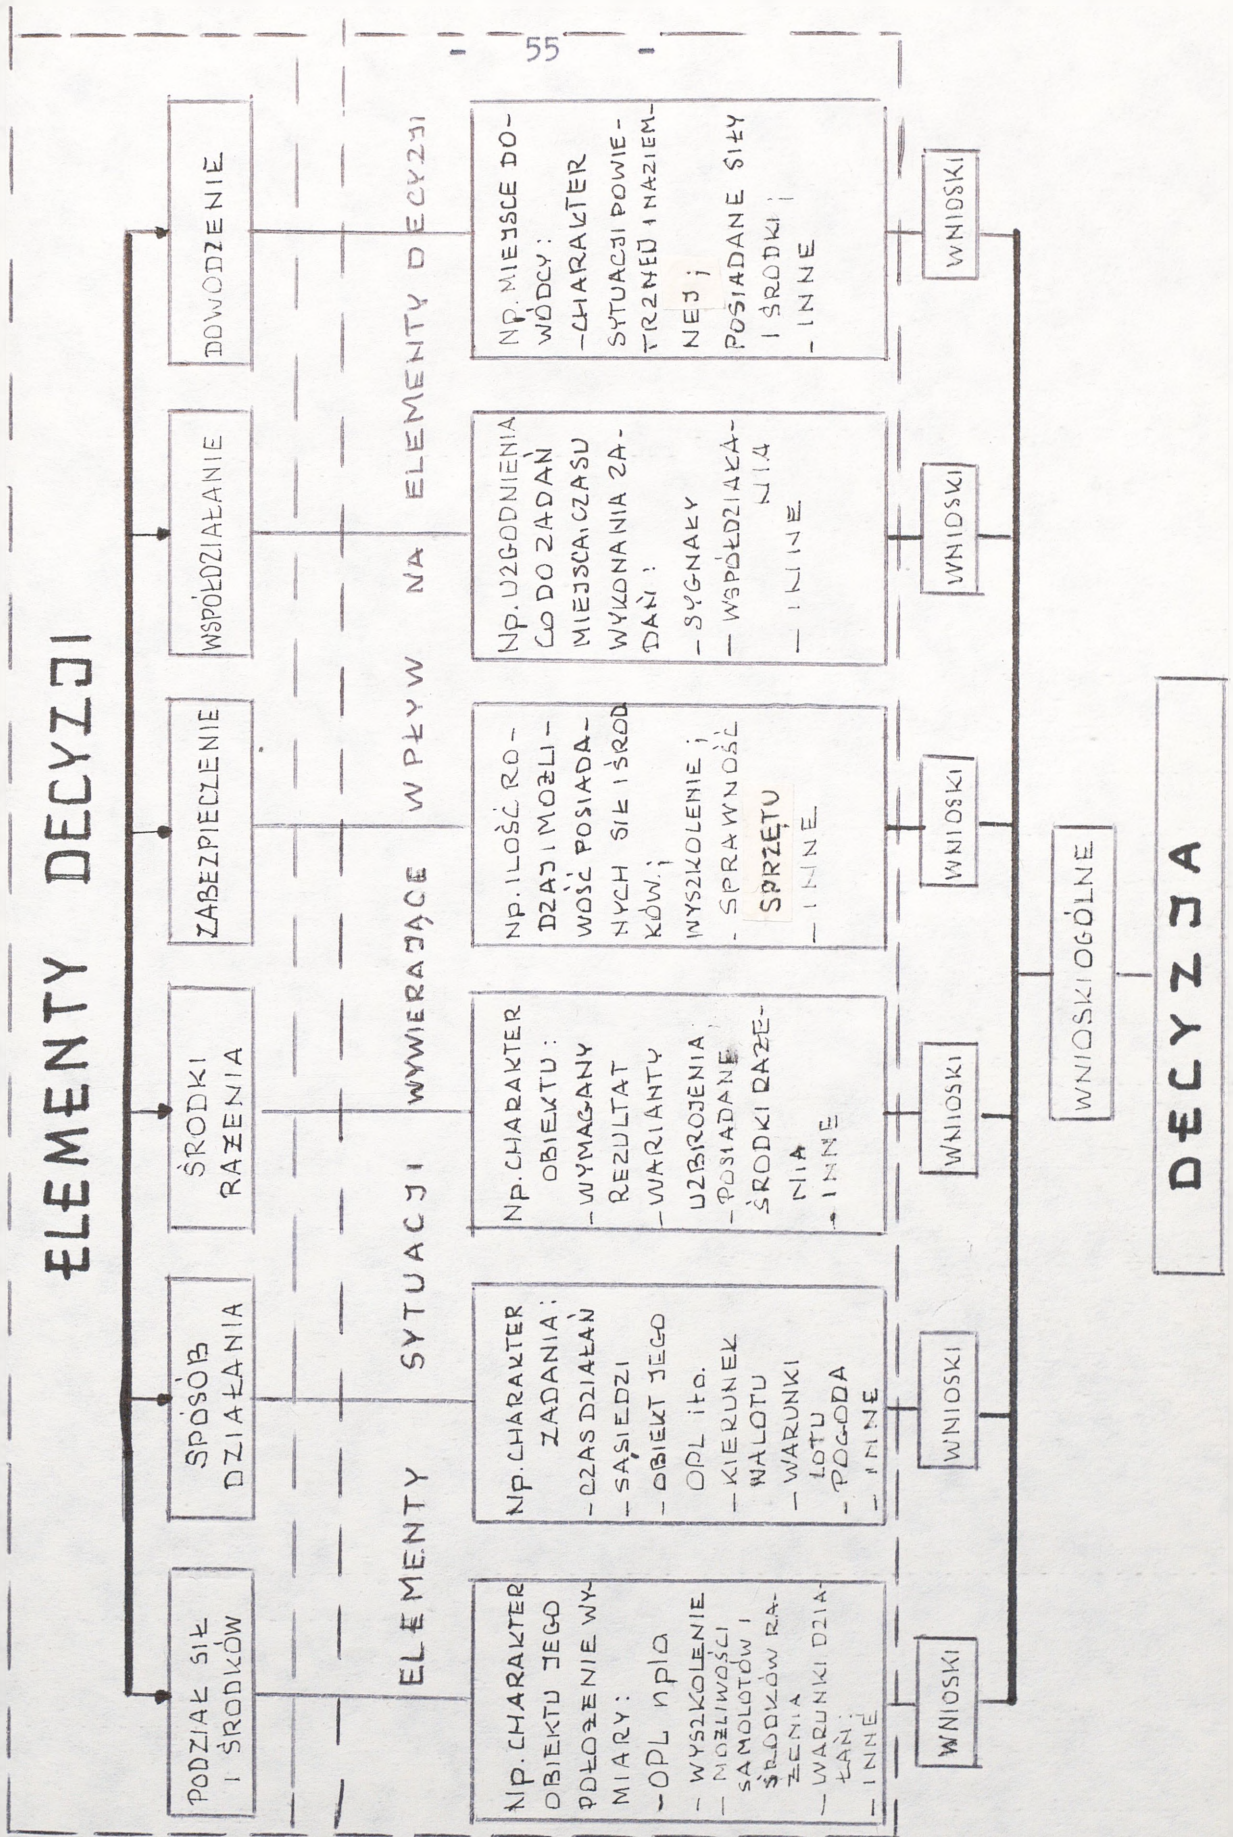 - 55 -
ELEMENTY DECYZJI
PODZIAŁ SIŁ
I ŚRODKÓW
SPÓSÓB
DZIAŁANIA
ŚRODKI
RAŻENIA
ZABEZPIECZENIE
WSPÓŁDZIAŁANIE
DOWODZENIE
ELEMENTY SYTUACJI WYWIERAJĄCE WPŁYW NA ELEMENTY DECYZJI
Np. CHARAKTER
OBIEKTU JEGO
POŁOŻENIE WY-
MIARY:
- OPL npla
- WYSZKOLENIE
- MOŻLIWOŚCI
SAMOLOTÓW I
ŚRODKÓW RA-
ŻENIA
- WARUNKI DZIA-
ŁAŃ;
- INNE
Np. CHARAKTER
ZADANIA:
- CZAS DZIAŁAŃ
- SĄSIEDZI
- OBIEKT JEGO
OPL ito.
- KIERUNEK
NALOTU
- WARUNKI
LOTU
- POGODA
- INNE
Np. CHARAKTER
OBIEKTU:
- WYMAGANY
REZULTAT
- WARIANTY
UZBROJENIA;
- POSIADANE
ŚRODKI RAŻE-
NIA
- INNE
Np. ILOŚĆ RO-
DZAJ I MOŻLI-
WOŚĆ POSIADA-
NYCH SIŁ I ŚROD
KÓW.;
WYSZKOLENIE;
- SPRAWNOŚĆ
SPRZĘTU
- INNE
Np. UZGODNIENIA
CO DO ZADAŃ
MIEJSCA I CZASU
WYKONANIA ZA-
DAŃ:
- SYGNAŁY
- WSPÓŁDZIAŁA-
NIA
- INNE
Np. MIEJSCE DO-
WÓDCY:
- CHARAKTER
SYTUACJI POWIE-
TRZNEJ I NAZIEM-
NEJ;
POSIADANE SIŁY
I ŚRODKI;
- INNE;
WNIOSKI
WNIOSKI
WNIOSKI
WNIOSKI
WNIOSKI
WNIOSKI
WNIOSKI OGÓLNE
DECYZJA